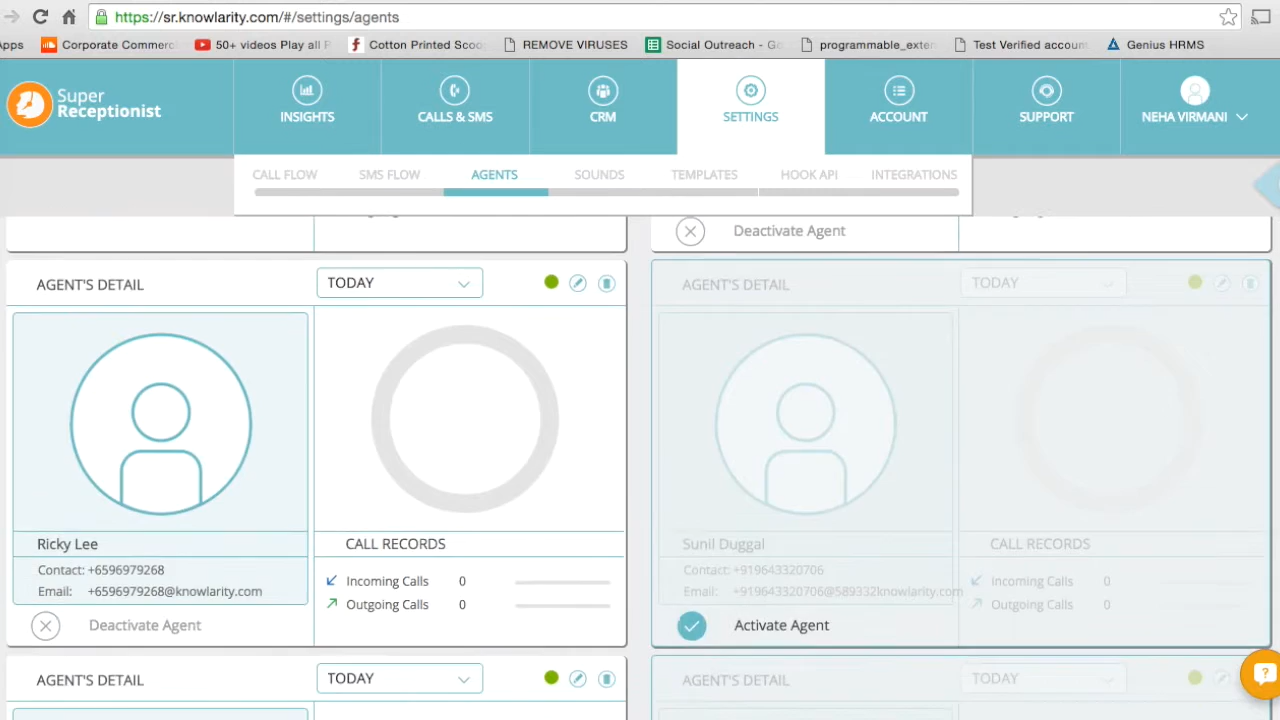 https://sr.knowlarity.com/#/settings/agents
Apps
Corporate Commerc
50+ videos Play all
Cotton Printed Scoo
REMOVE VIRUSES
Social Outreach - Go
programmable_exten
Test Verified accoun
Genius HRMS
Super
Receptionist
INSIGHTS
CALLS & SMS
CRM
SETTINGS
ACCOUNT
SUPPORT
NEHA VIRMANI
CALL FLOW
SMS FLOW
AGENTS
SOUNDS
TEMPLATES
HOOK API
INTEGRATIONS
Deactivate Agent
AGENT'S DETAIL
TODAY
Ricky Lee
Contact: +6596979268
Email: +6596979268@knowlarity.com
Deactivate Agent
CALL RECORDS
Incoming Calls 0
Outgoing Calls 0
AGENT'S DETAIL
TODAY
Sunil Duggal
Contact: +919643320706
Email: +919643320706@589332knowlarity.com
Activate Agent
CALL RECORDS
Incoming Calls 0
Outgoing Calls 0
AGENT'S DETAIL
TODAY
AGENT'S DETAIL
TODAY